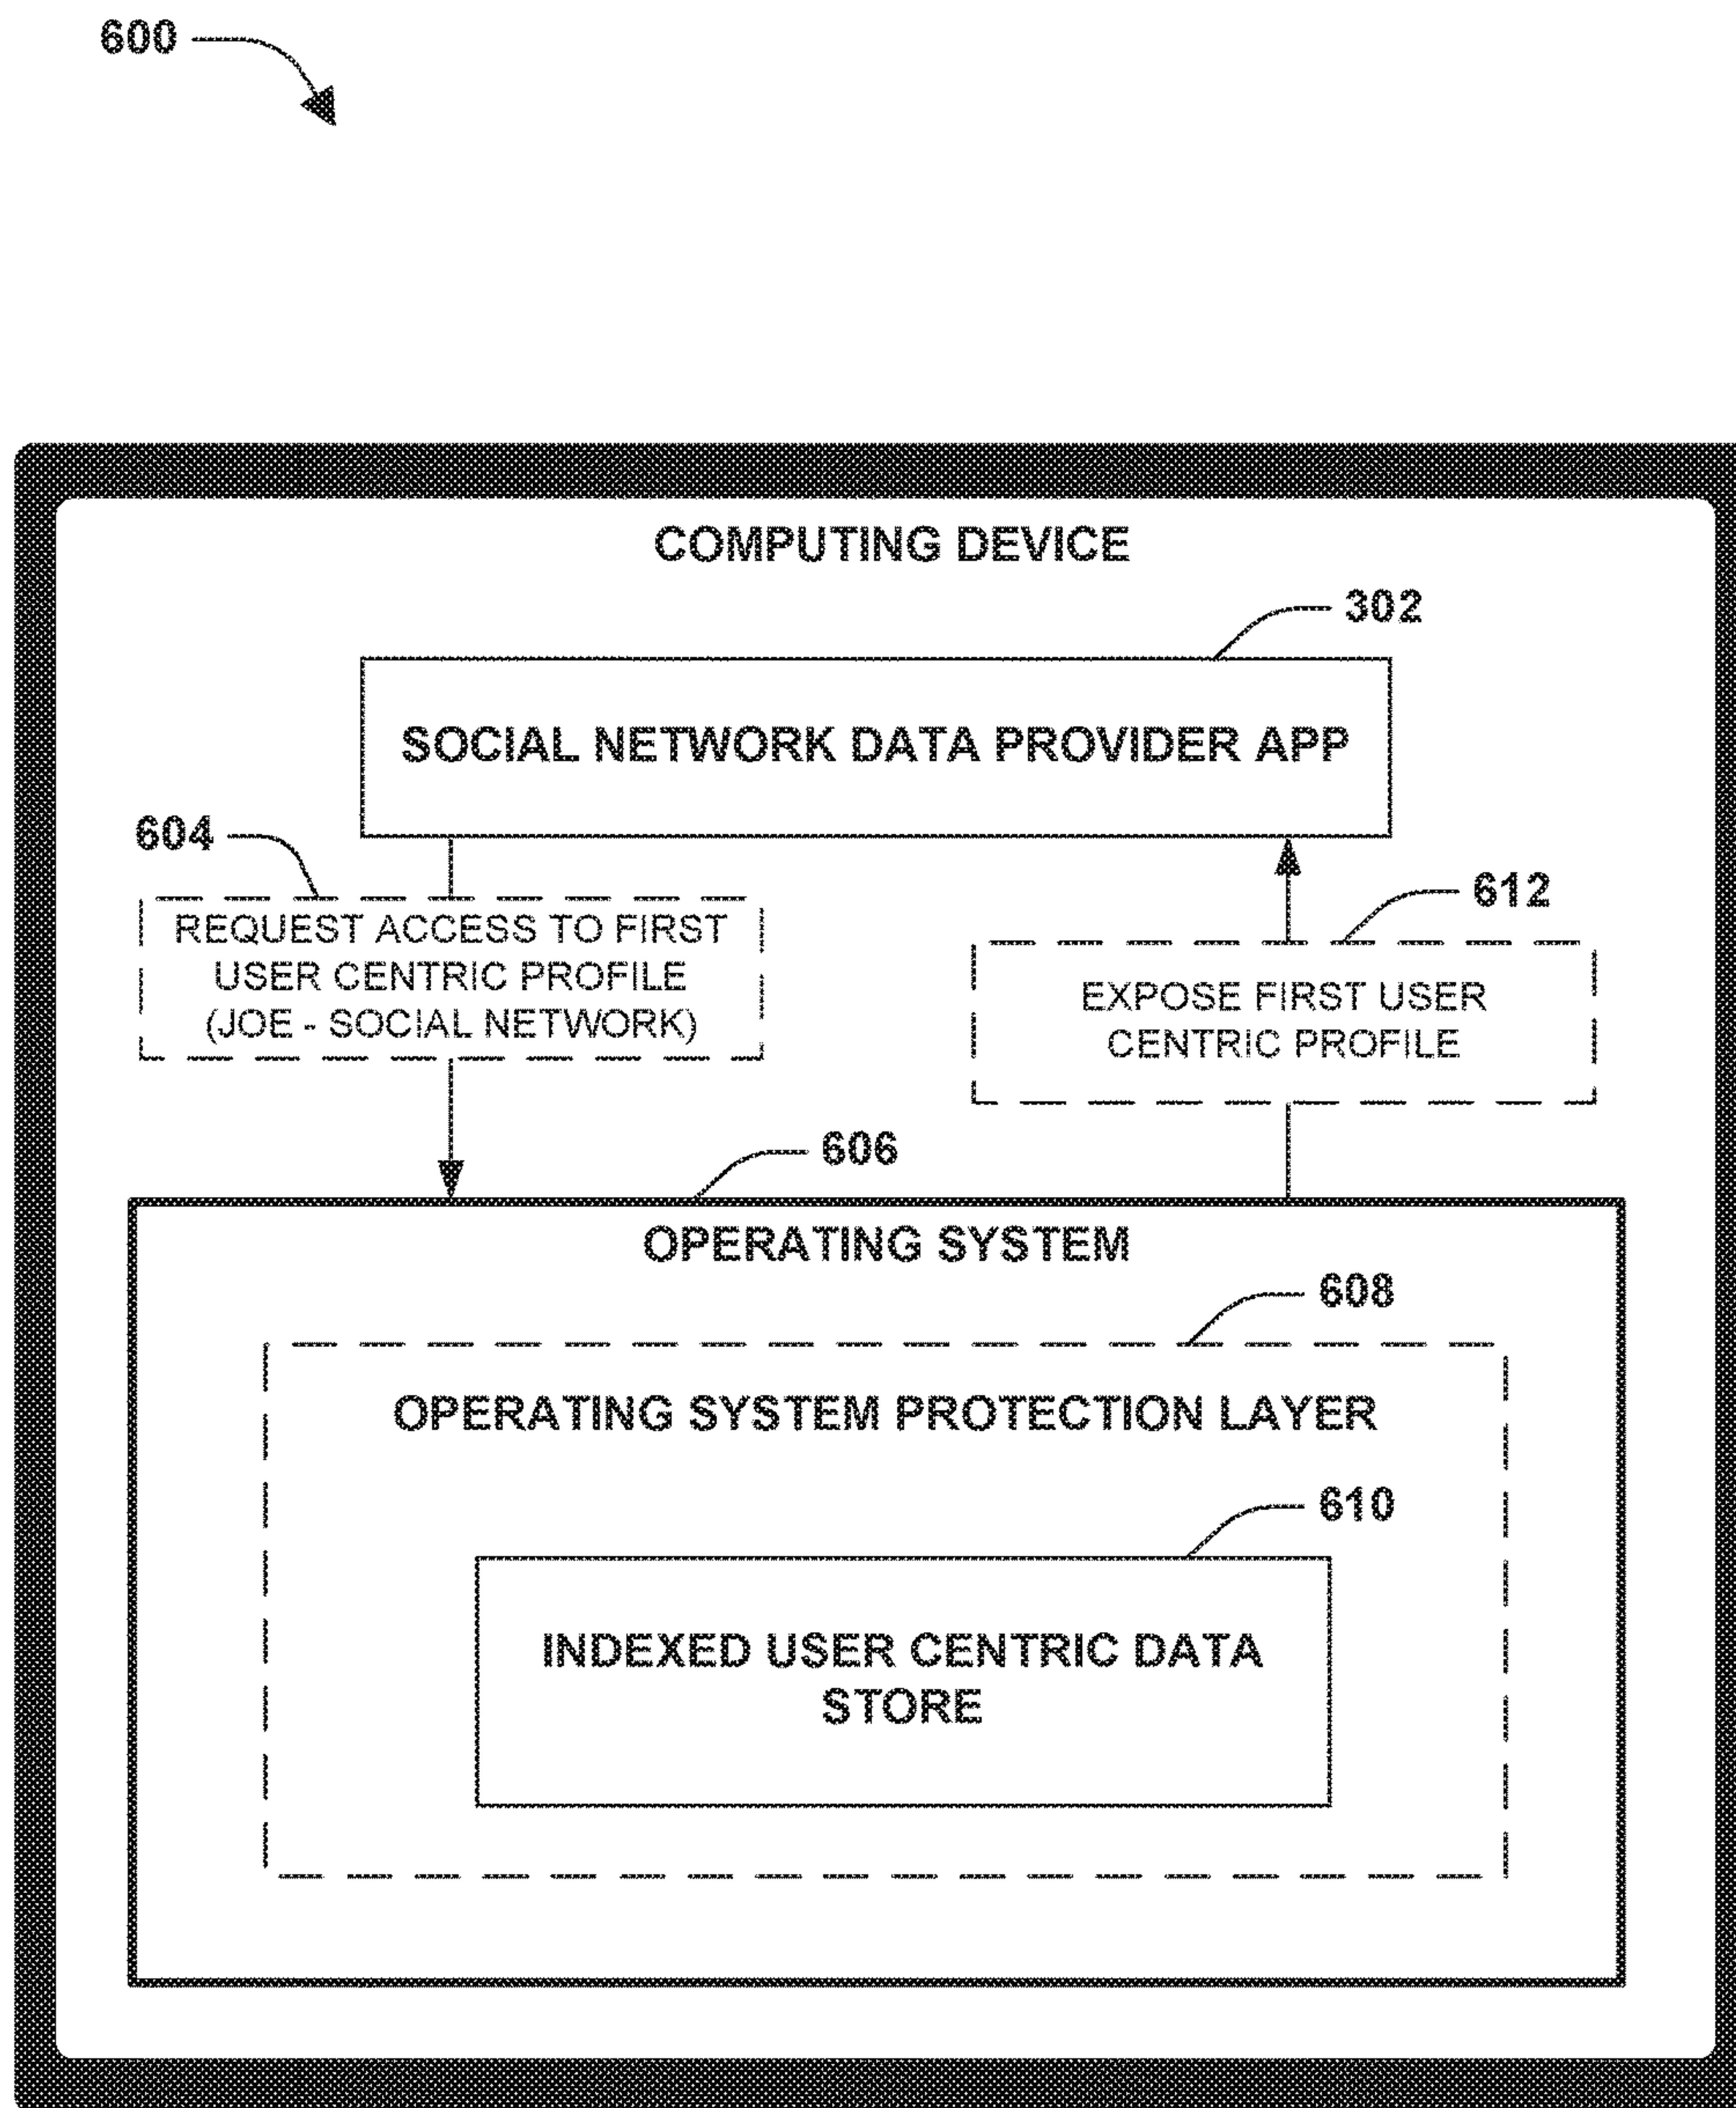 600
COMPUTING DEVICE
302
SOCIAL NETWORK DATA PROVIDER APP
604
REQUEST ACCESS TO FIRST
USER CENTRIC PROFILE
(JOE - SOCIAL NETWORK)
612
EXPOSE FIRST USER
CENTRIC PROFILE
606
OPERATING SYSTEM
608
OPERATING SYSTEM PROTECTION LAYER
610
INDEXED USER CENTRIC DATA
STORE